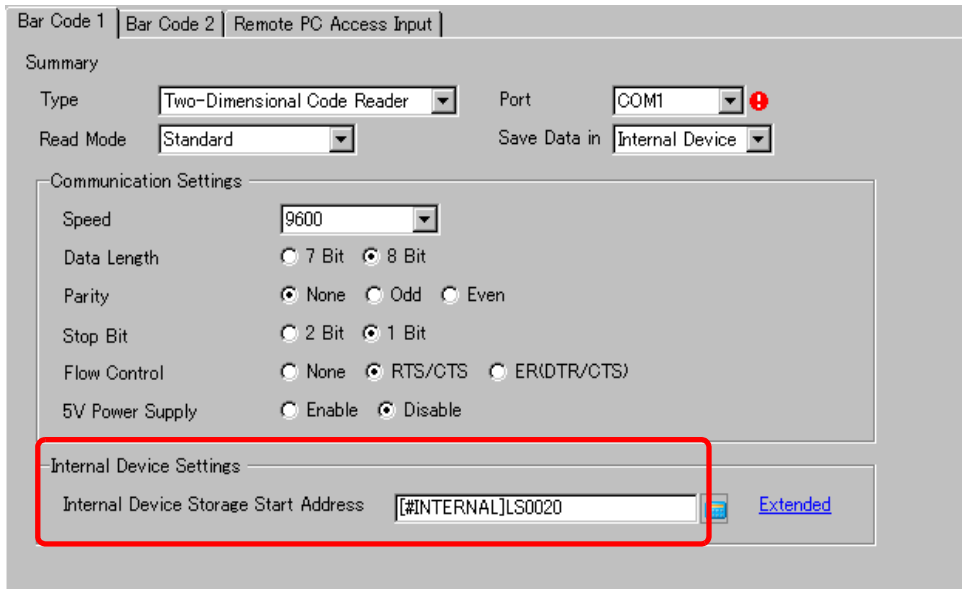 Bar Code 1 Bar Code 2 Remote PC Access Input
Summary
Type Two-Dimensional Code Reader Port COM1
Read Mode Standard Save Data in Internal Device
Communication Settings
Speed 9600
Data Length 7 Bit 8 Bit
Parity None Odd Even
Stop Bit 2 Bit 1 Bit
Flow Control None RTS/CTS ER(DTR/CTS)
5V Power Supply Enable Disable
Internal Device Settings
Internal Device Storage Start Address [#INTERNAL]LS0020 Extended